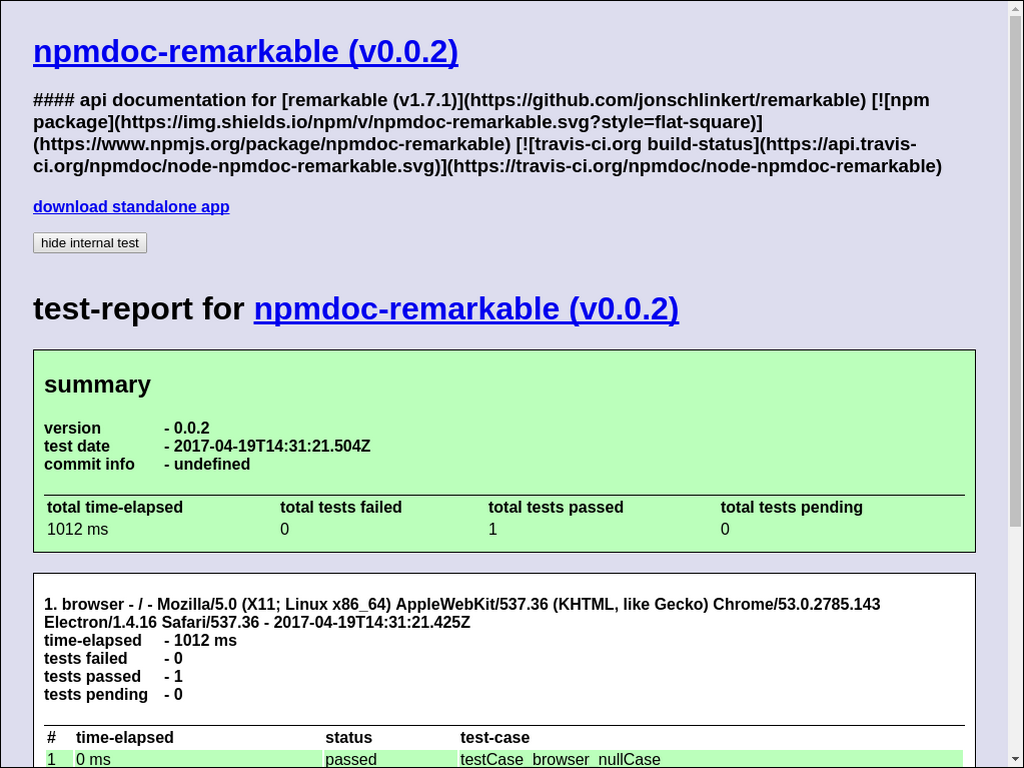 npmdoc-remarkable (v0.0.2)
#### api documentation for [remarkable (v1.7.1)](https://github.com/jonschlinkert/remarkable) [![npm
package](https://img.shields.io/npm/v/npmdoc-remarkable.svg?style=flat-square)]
(https://www.npmjs.org/package/npmdoc-remarkable) [![travis-ci.org build-status](https://api.travis-
ci.org/npmdoc/node-npmdoc-remarkable.svg)](https://travis-ci.org/npmdoc/node-npmdoc-remarkable)
download standalone app
hide internal test
test-report for npmdoc-remarkable (v0.0.2)
summary
version - 0.0.2
test date - 2017-04-19T14:31:21.504Z
commit info - undefined
total time-elapsed total tests failed total tests passed total tests pending
1012 ms 0 1 0
1. browser - / - Mozilla/5.0 (X11; Linux x86_64) AppleWebKit/537.36 (KHTML, like Gecko) Chrome/53.0.2785.143
Electron/1.4.16 Safari/537.36 - 2017-04-19T14:31:21.425Z
time-elapsed - 1012 ms
tests failed - 0
tests passed - 1
tests pending - 0
# time-elapsed status test-case
1 0 ms passed testCase_browser_nullCase